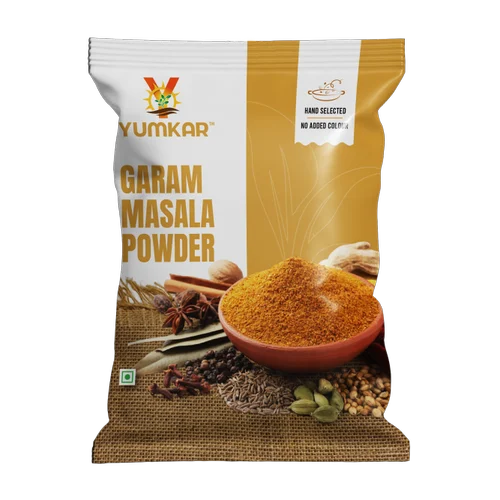 YUMKAR™
GARAM
MASALA
POWDER
HAND SELECTED
NO ADDED COLOUR